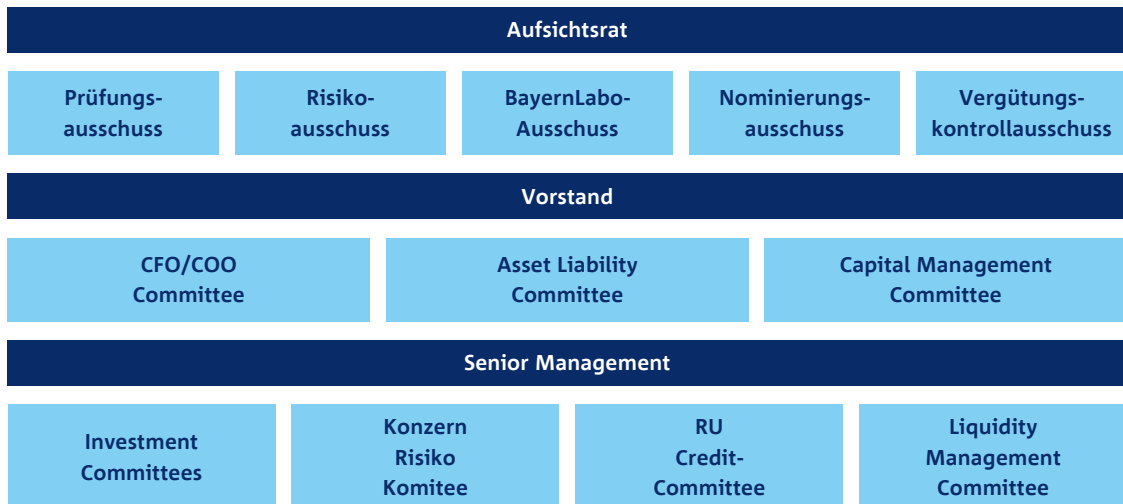 Aufsichtsrat
Prüfungs-
ausschuss
Risiko-
ausschuss
BayernLabo-
Ausschuss
Nominierungs-
ausschuss
Vergütungs-
kontrollausschuss
Vorstand
CFO/COO
Committee
Asset Liability
Committee
Capital Management
Committee
Senior Management
Investment
Committees
Konzern
Risiko
Komitee
RU
Credit-
Committee
Liquidity
Management
Committee